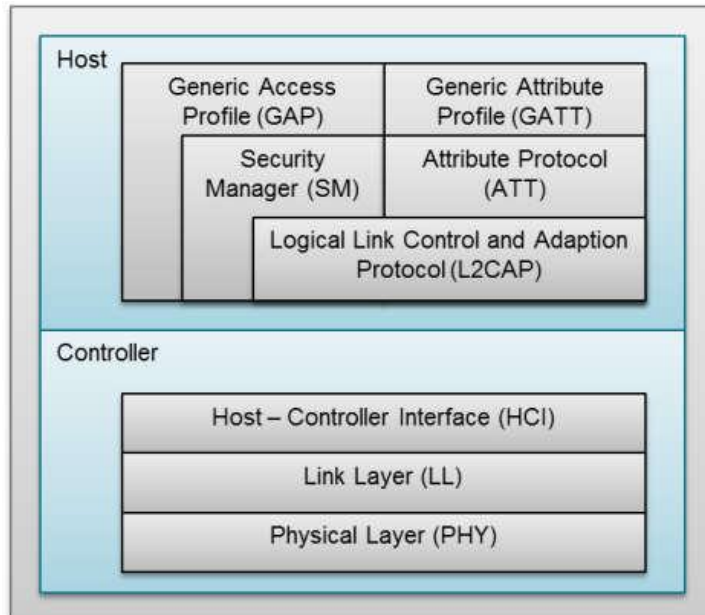 Host
Generic Access
Profile (GAP)
Generic Attribute
Profile (GATT)
Security
Manager (SM)
Attribute Protocol
(ATT)
Logical Link Control and Adaption
Protocol (L2CAP)
Controller
Host – Controller Interface (HCI)
Link Layer (LL)
Physical Layer (PHY)